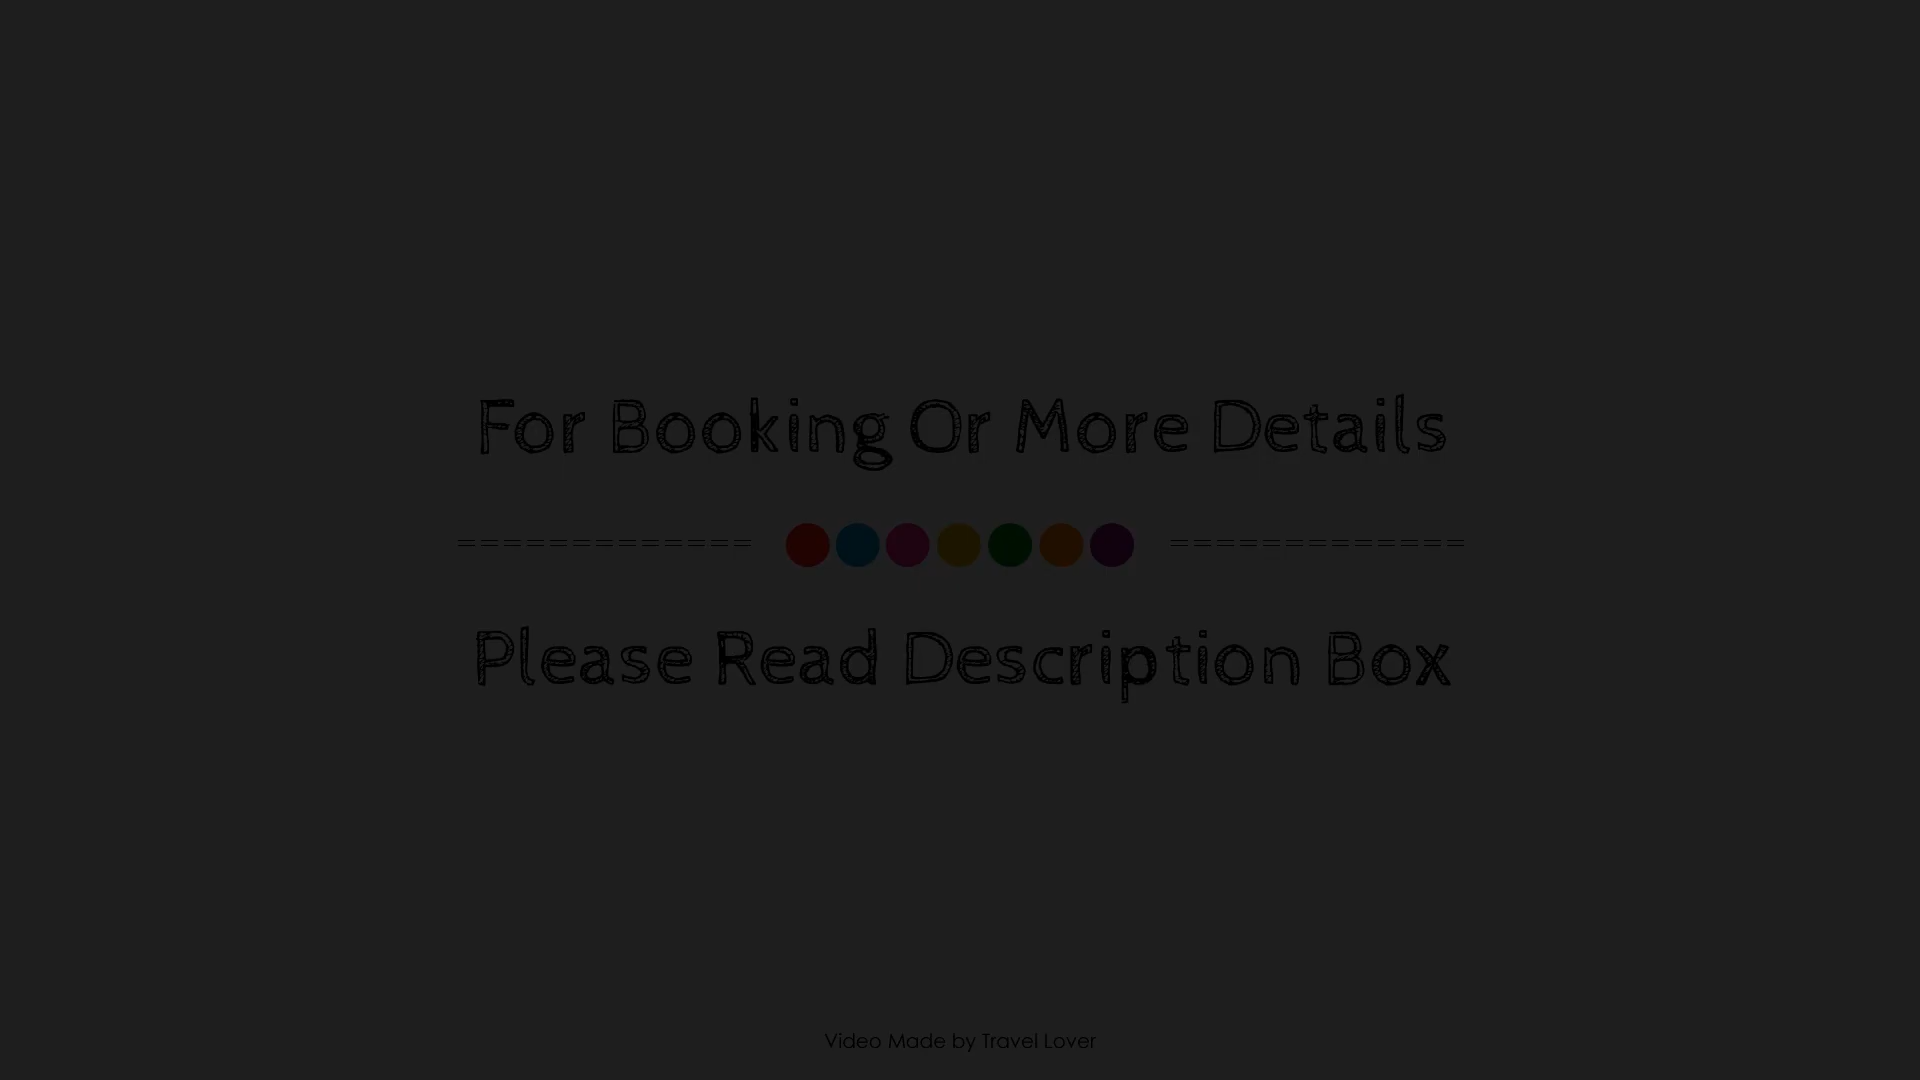 For Booking Or More Details
============= =============
Please Read Description Box
Video Made by Travel Lover